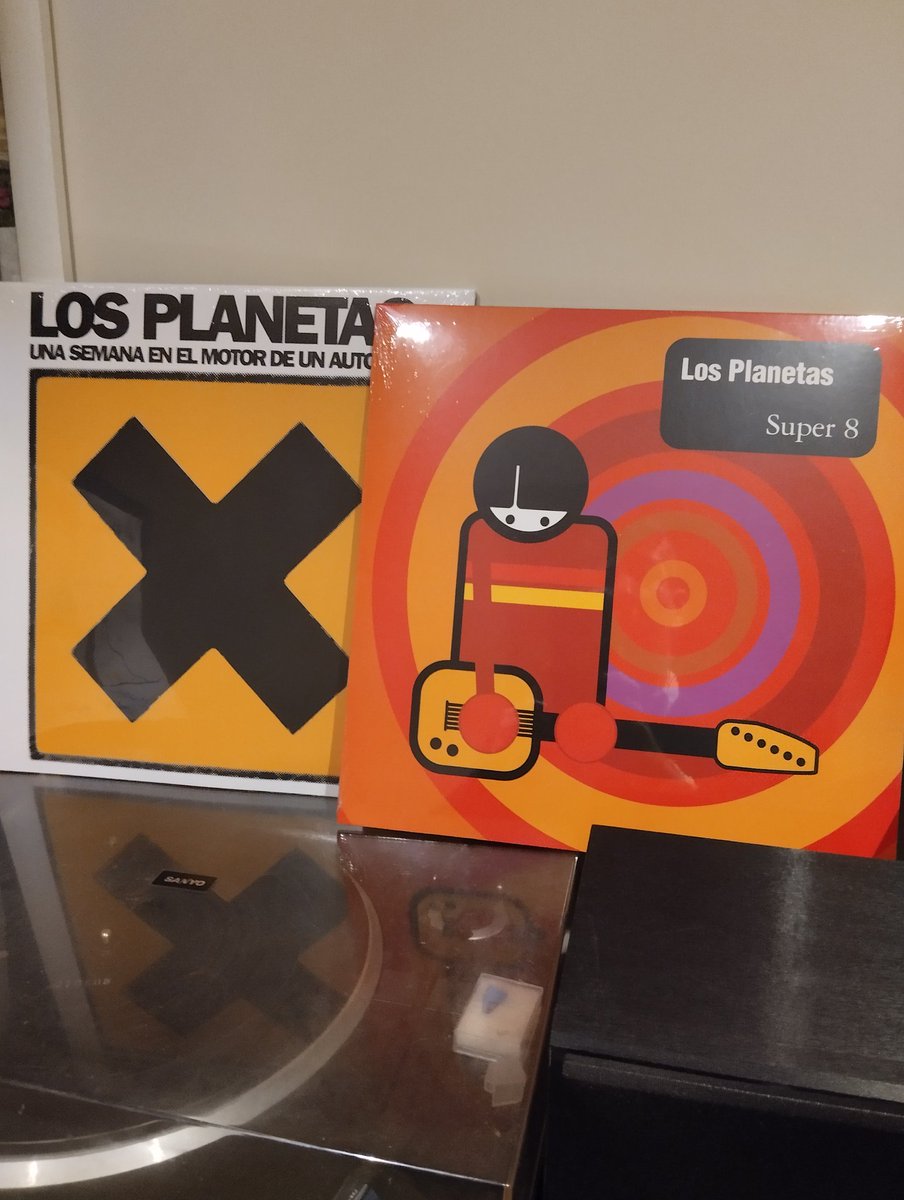 LOS PLANETA
UNA SEMANA EN EL MOTOR DE UN AUTO
Los Planetas
Super 8
SANYO